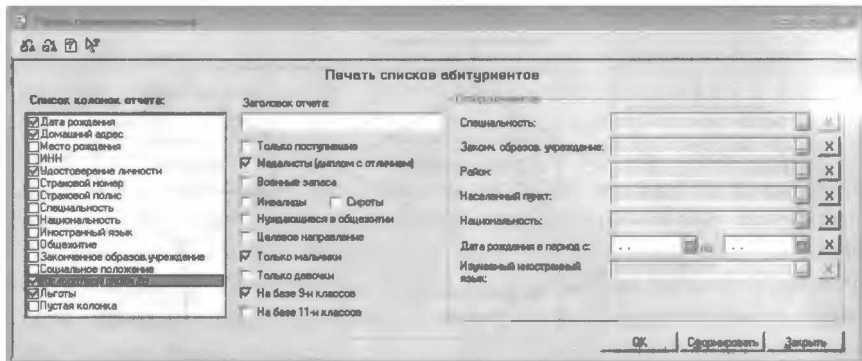 Печать списков абитуриентов
Список колонок отчета:
Дата рождения
Домашний адрес
Место рождения
ИНН
Удостоверение личности
Страховой номер
Страховой полис
Специальность
Национальность
Иностранный язык
Общежитие
Законченное образов.учреждение
Социальное положение
Льготы
Пустая колонка
Заголовок отчета:
Только поступившие
Медалисты (диплом с отличием)
Военные запаса
Инвалиды Сироты
Нуждающиеся в общежитии
Целевое направление
Только мальчики
Только девочки
На базе 9-и классов
На базе 11-и классов
Специальность:
Законч. образов. учреждение:
Район:
Населенный пункт:
Национальность:
Дата рождения в период с: . . по . .
Изучаемый иностранный
язык:
OK Сформировать Закрыть